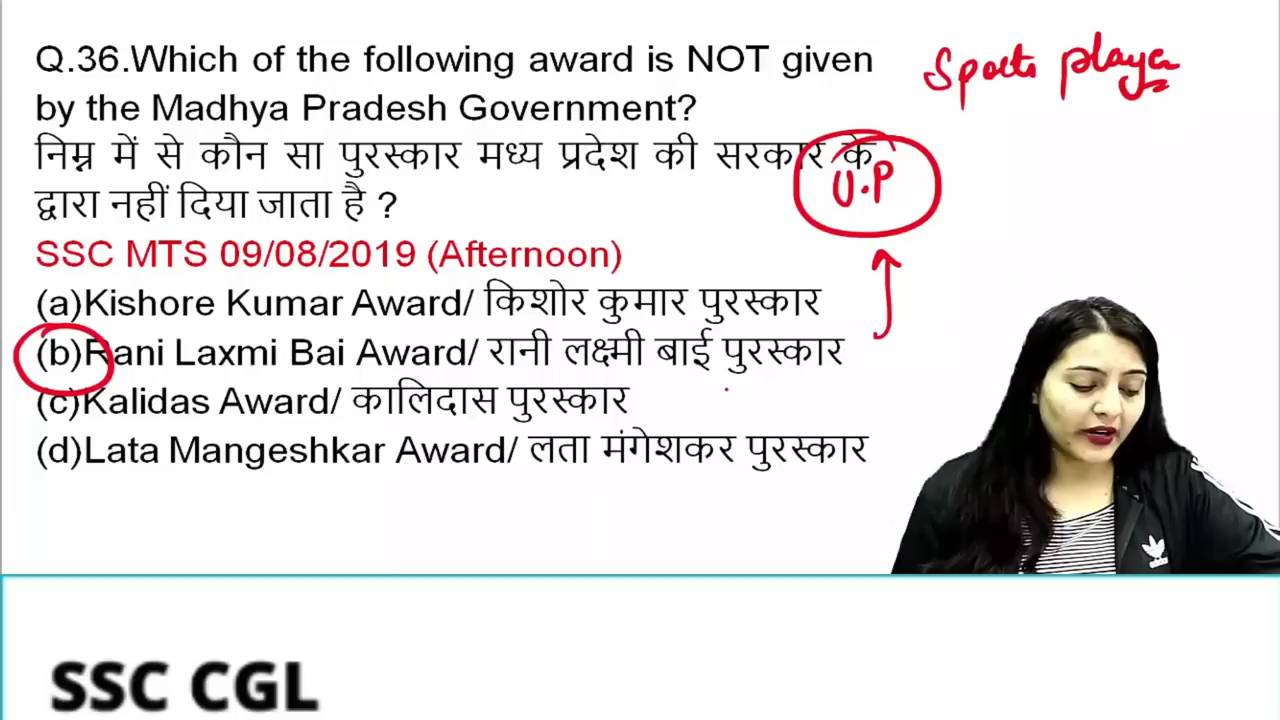 Q.36.Which of the following award is NOT given
by the Madhya Pradesh Government?
निम्न में से कौन सा पुरस्कार मध्य प्रदेश की सरकार के
द्वारा नहीं दिया जाता है ?
SSC MTS 09/08/2019 (Afternoon)
(a)Kishore Kumar Award/ किशोर कुमार पुरस्कार
(b)Rani Laxmi Bai Award/ रानी लक्ष्मी बाई पुरस्कार
(c)Kalidas Award/ कालिदास पुरस्कार
(d)Lata Mangeshkar Award/ लता मंगेशकर पुरस्कार
Sports player
U.P
SSC CGL